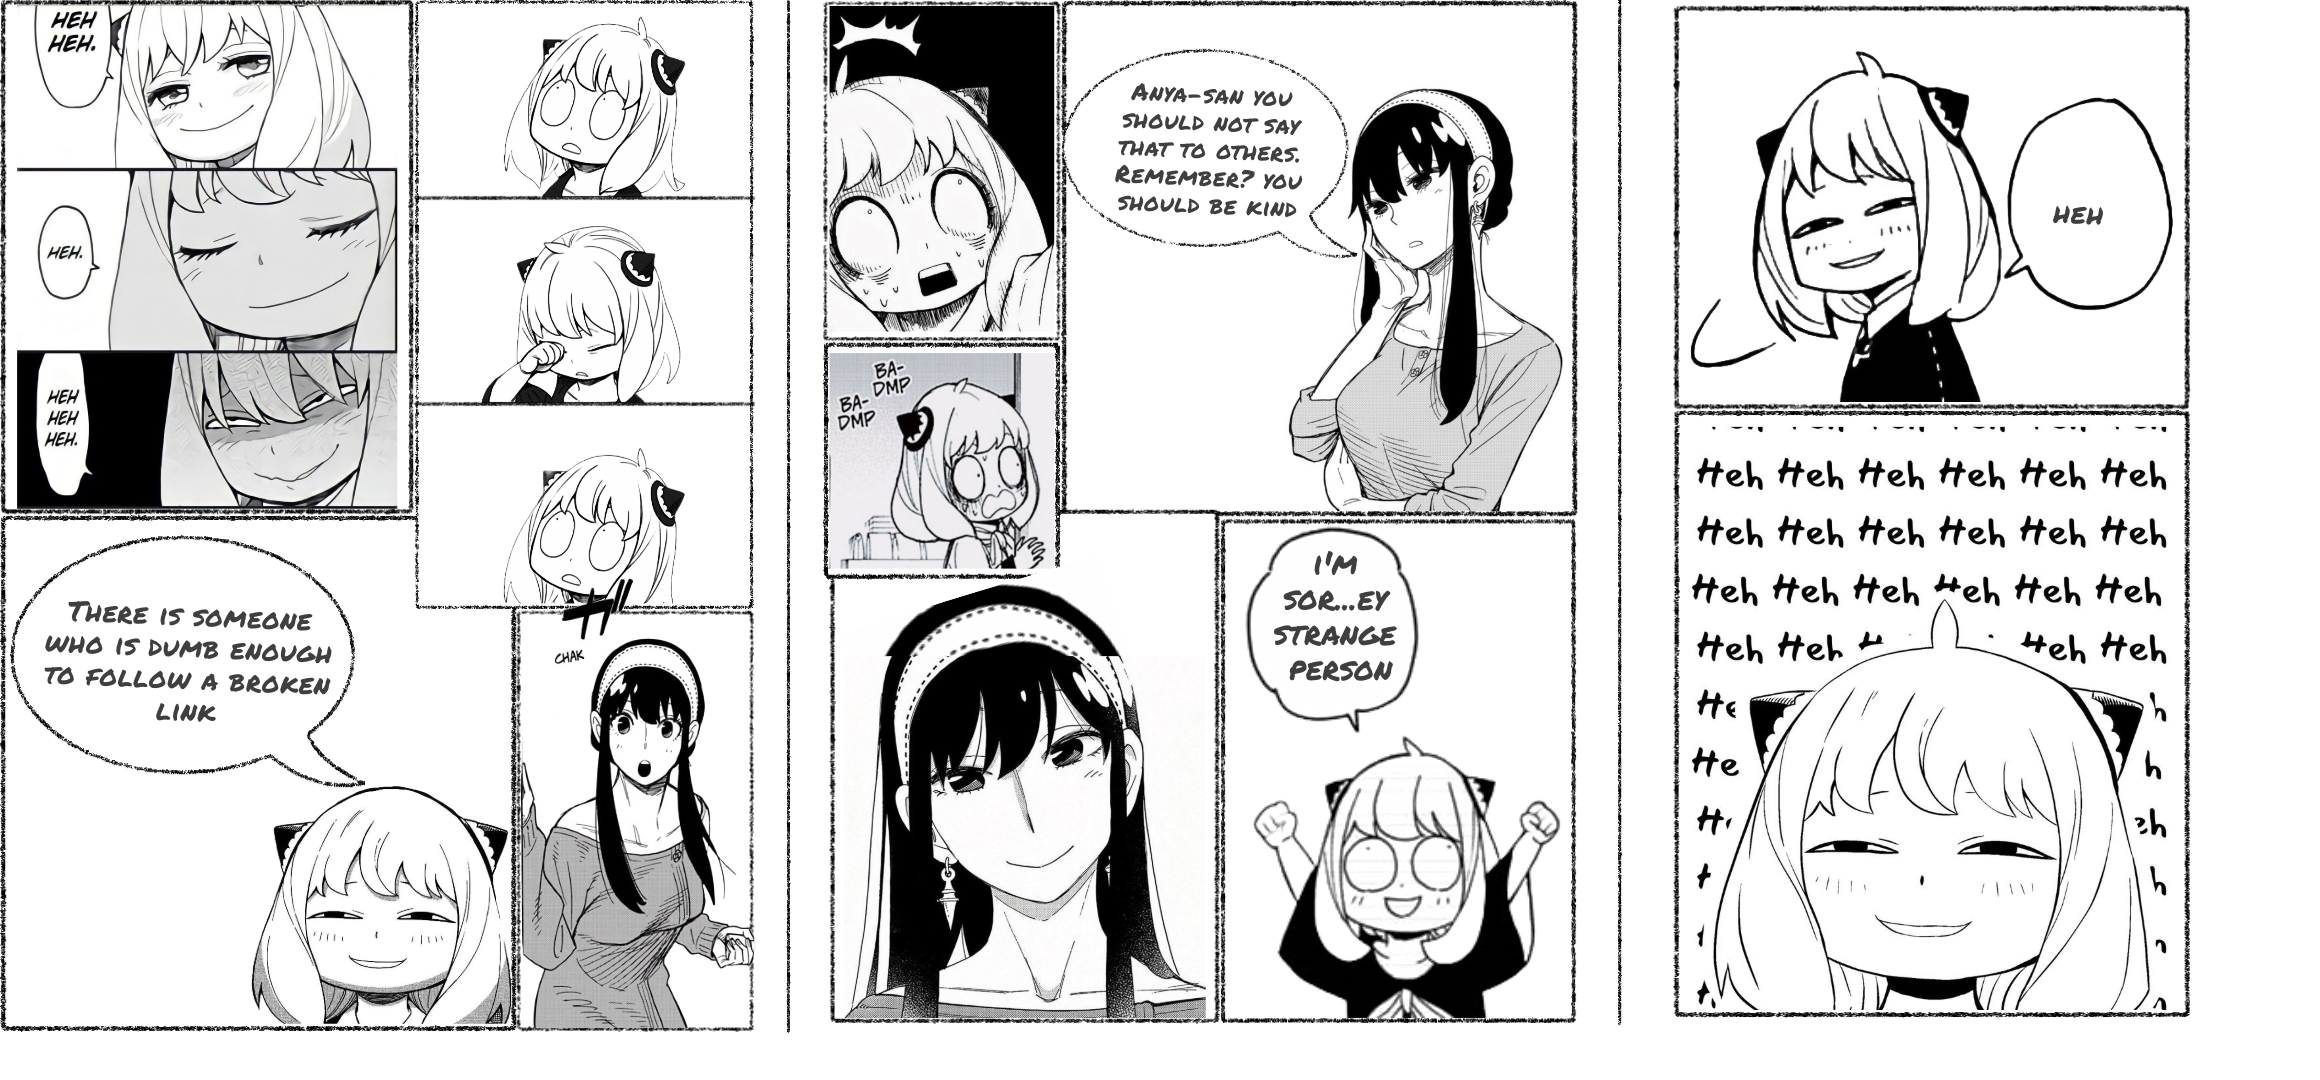 HEH
HEH.
HEH.
HEH
HEH
HEH.
THERE IS SOMEONE
WHO IS DUMB ENOUGH
TO FOLLOW A BROKEN
LINK
ガ
CHAK
BA-
DMP
BA-
DMP
ANYA-SAN YOU
SHOULD NOT SAY
THAT TO OTHERS.
REMEMBER? YOU
SHOULD BE KIND
I'M
SOR...EY
STRANGE
PERSON
HEH
Heh Heh Heh Heh Heh Heh
Heh Heh Heh Heh Heh Heh
Heh Heh Heh Heh Heh Heh
Heh Heh Heh Heh